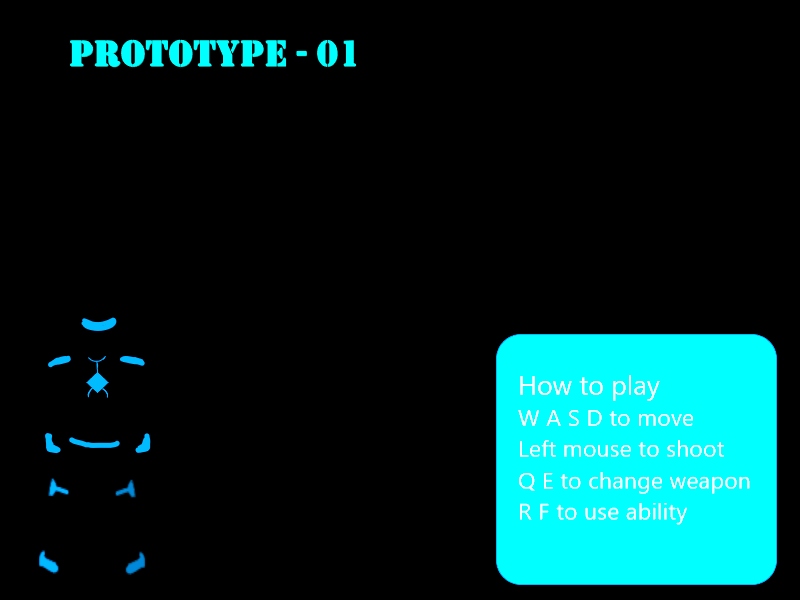 PROTOTYPE - 01
How to play
W A S D to move
Left mouse to shoot
Q E to change weapon
R F to use ability